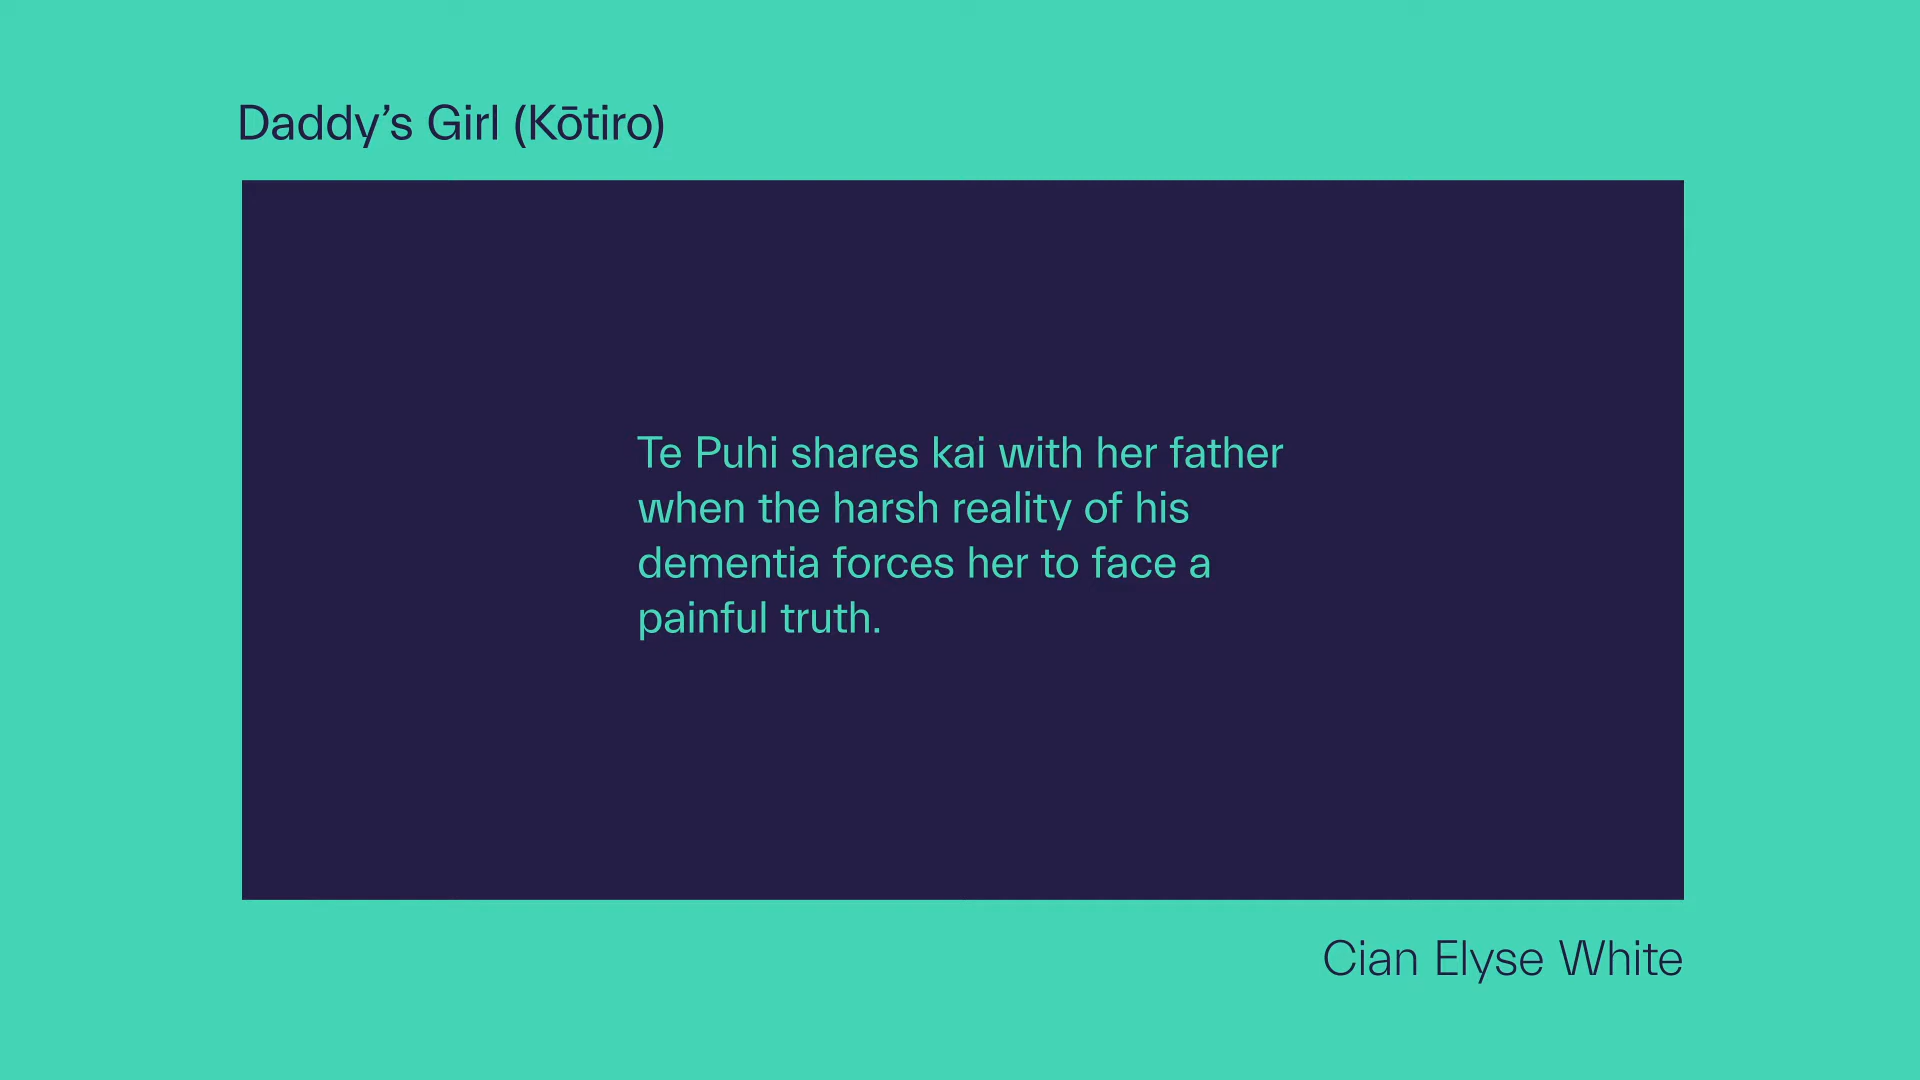 Daddy’s Girl (Kōtiro)
Te Puhi shares kai with her father
when the harsh reality of his
dementia forces her to face a
painful truth.
Cian Elyse White